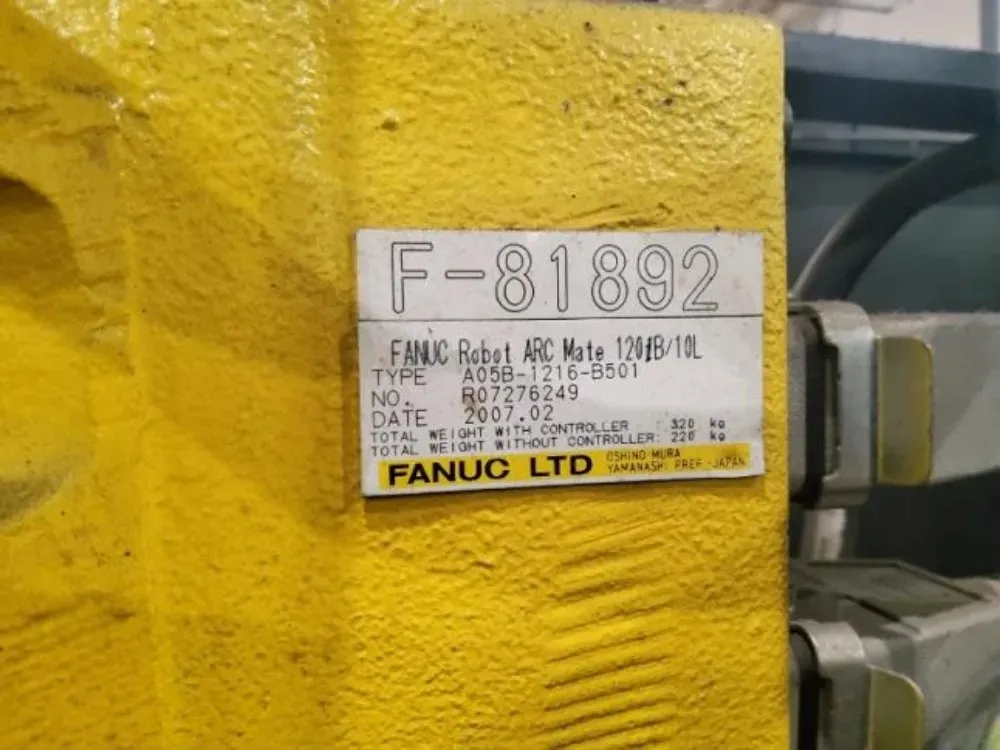 F-81892
FANUC Robot ARC Mate 120iB/10L
TYPE A05B-1216-B501
NO. R07276249
DATE 2007.02
TOTAL WEIGHT WITH CONTROLLER : 320 kg
TOTAL WEIGHT WITHOUT CONTROLLER: 220 kg
FANUC LTD OSHINO-MURA
YAMANASHI PREF. JAPAN